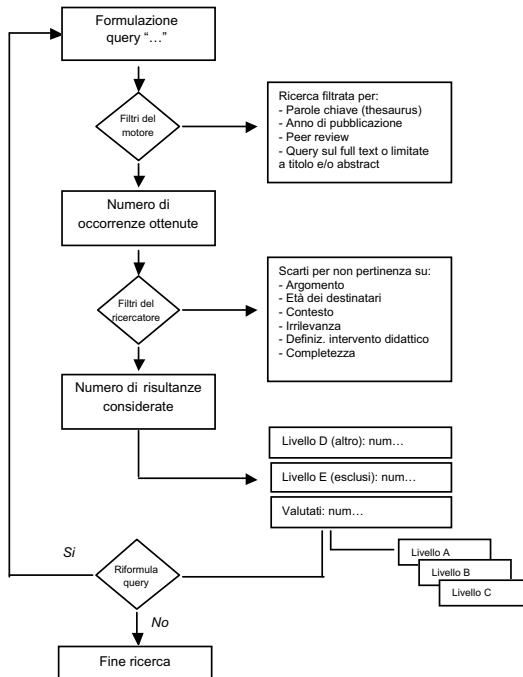 Formulazione
query “…”
Filtri del
motore
Ricerca filtrata per:
- Parole chiave (thesaurus)
- Anno di pubblicazione
- Peer review
- Query sul full text o limitate
a titolo e/o abstract
Numero di
occorrenze ottenute
Filtri del
ricercatore
Scarti per non pertinenza su:
- Argomento
- Età dei destinatari
- Contesto
- Irrilevanza
- Definiz. intervento didattico
- Completezza
Numero di risultanze
considerate
Livello D (altro): num…
Livello E (esclusi): num…
Valutati: num…
Livello A
Livello B
Livello C
Si
Riformula
query
No
Fine ricerca